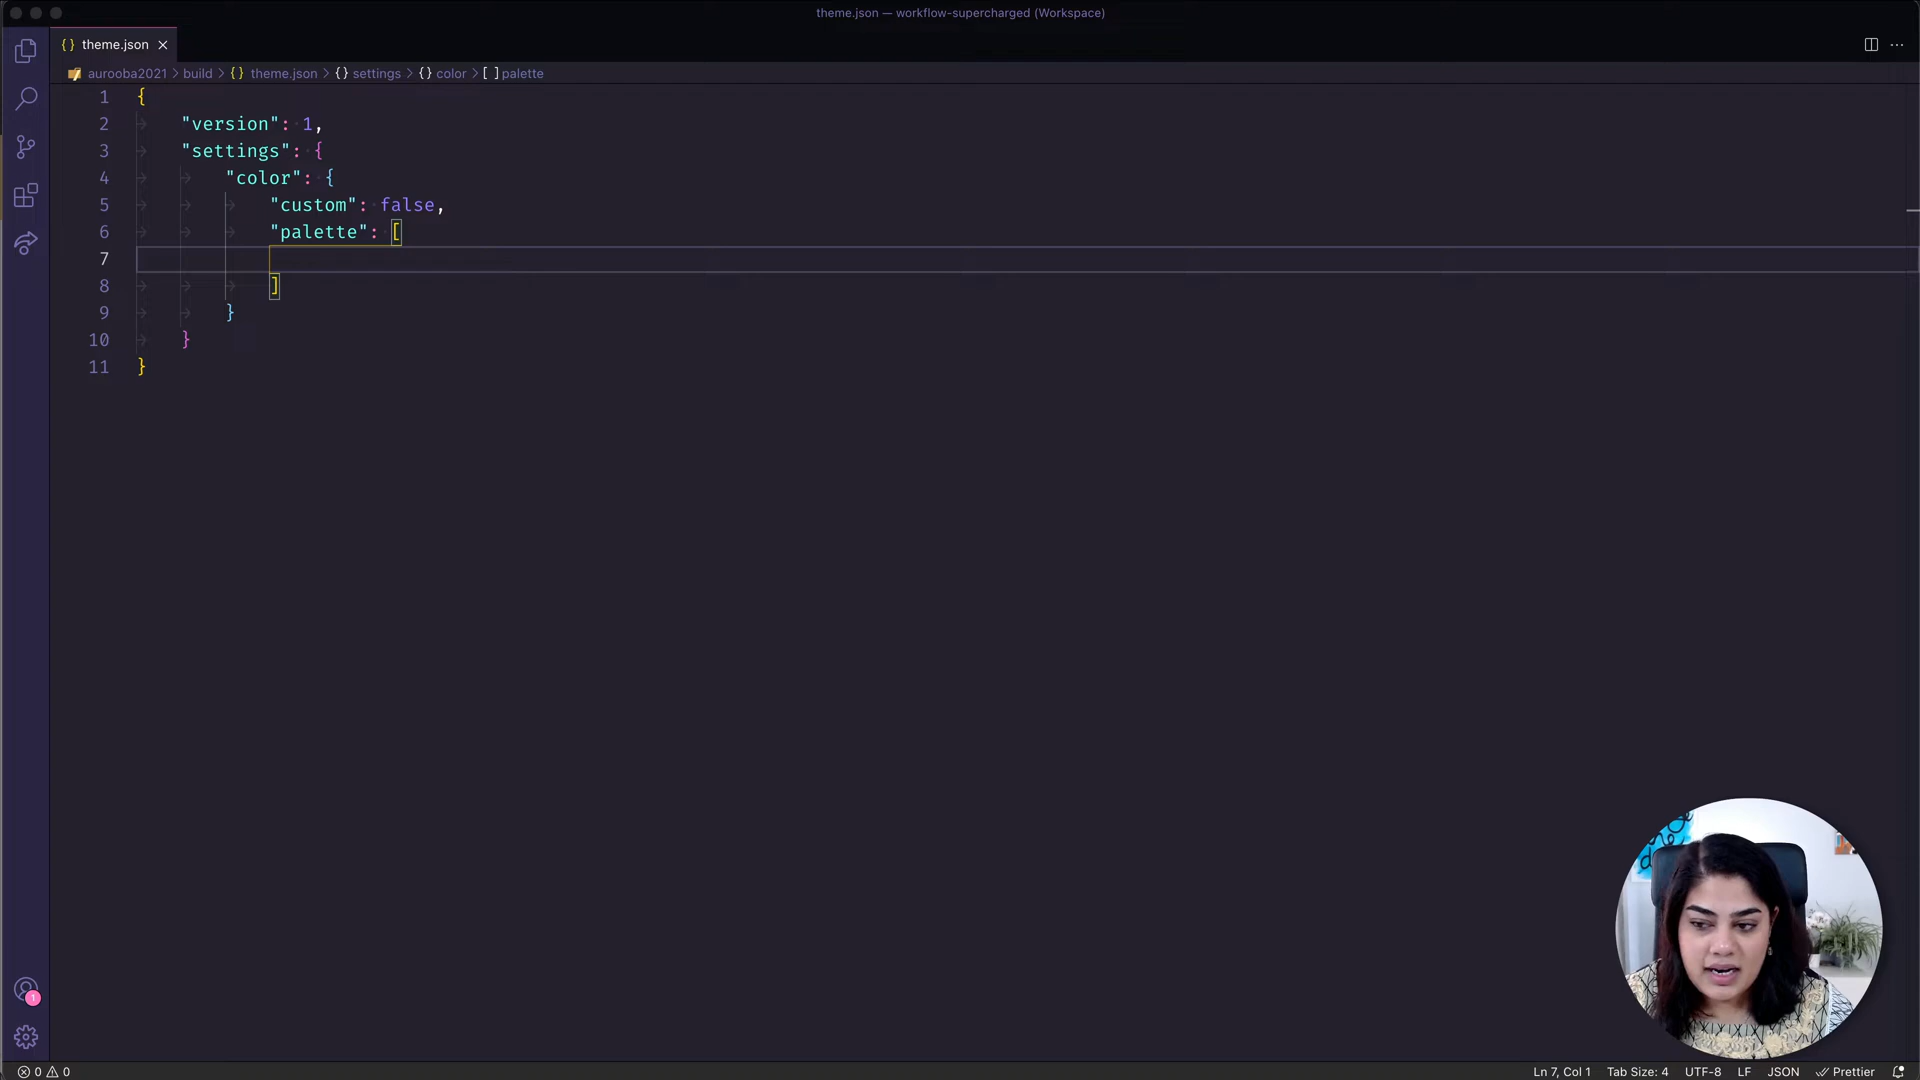 theme.json — workflow-supercharged (Workspace)
{} theme.json ×
aurooba2021 > build > {} theme.json > {} settings > {} color > [ ] palette
1 {
2 "version": 1,
3 "settings": {
4 "color": {
5 "custom": false,
6 "palette": [
7
8 ]
9 }
10 }
11 }
1
0 0
Ln 7, Col 1 Tab Size: 4 UTF-8 LF JSON Prettier